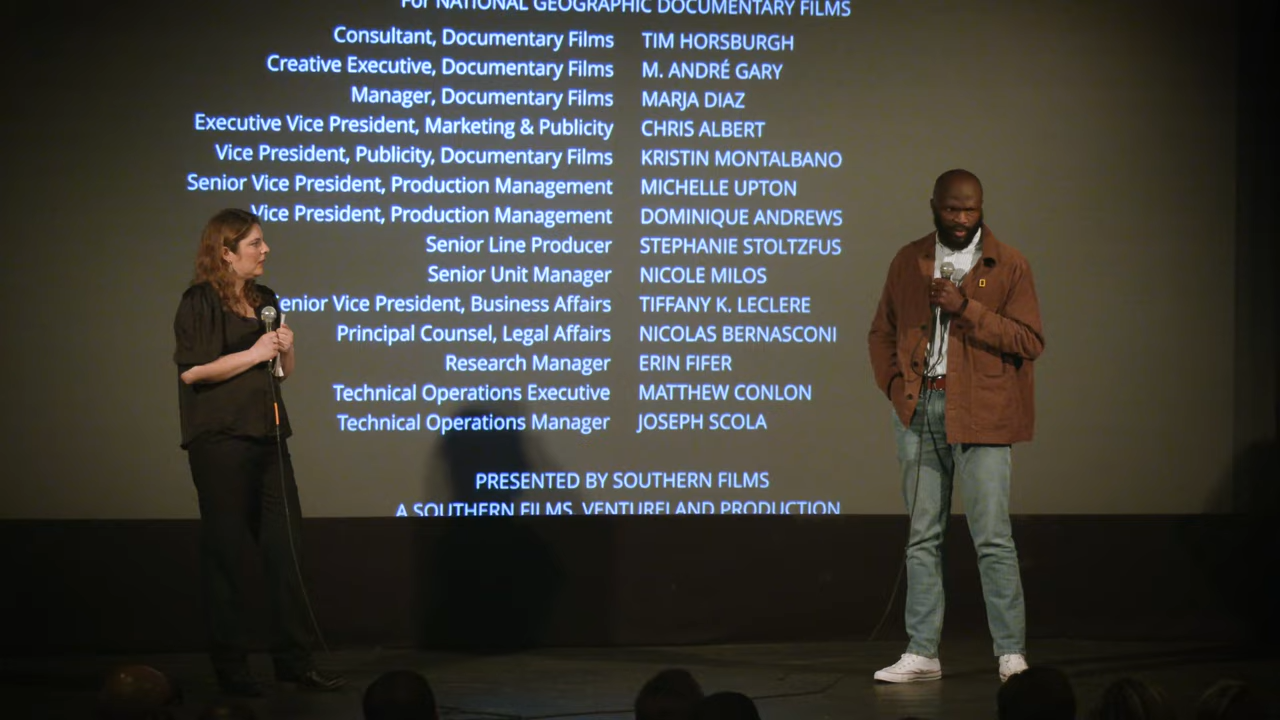 For NATIONAL GEOGRAPHIC DOCUMENTARY FILMS
Consultant, Documentary Films TIM HORSBURGH
Creative Executive, Documentary Films M. ANDRÉ GARY
Manager, Documentary Films MARJA DIAZ
Executive Vice President, Marketing & Publicity CHRIS ALBERT
Vice President, Publicity, Documentary Films KRISTIN MONTALBANO
Senior Vice President, Production Management MICHELLE UPTON
Vice President, Production Management DOMINIQUE ANDREWS
Senior Line Producer STEPHANIE STOLTZFUS
Senior Unit Manager NICOLE MILOS
Senior Vice President, Business Affairs TIFFANY K. LECLERE
Principal Counsel, Legal Affairs NICOLAS BERNASCONI
Research Manager ERIN FIFER
Technical Operations Executive MATTHEW CONLON
Technical Operations Manager JOSEPH SCOLA
PRESENTED BY SOUTHERN FILMS
A SOUTHERN FILMS, VENTURELAND PRODUCTION